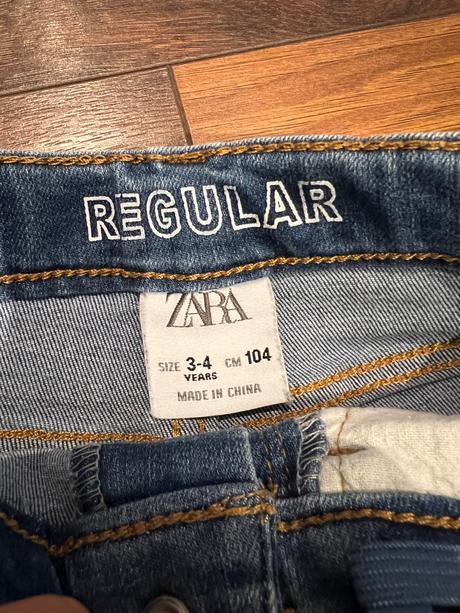 REGULAR
ZARA
SIZE 3-4 CM 104
YEARS
MADE IN CHINA